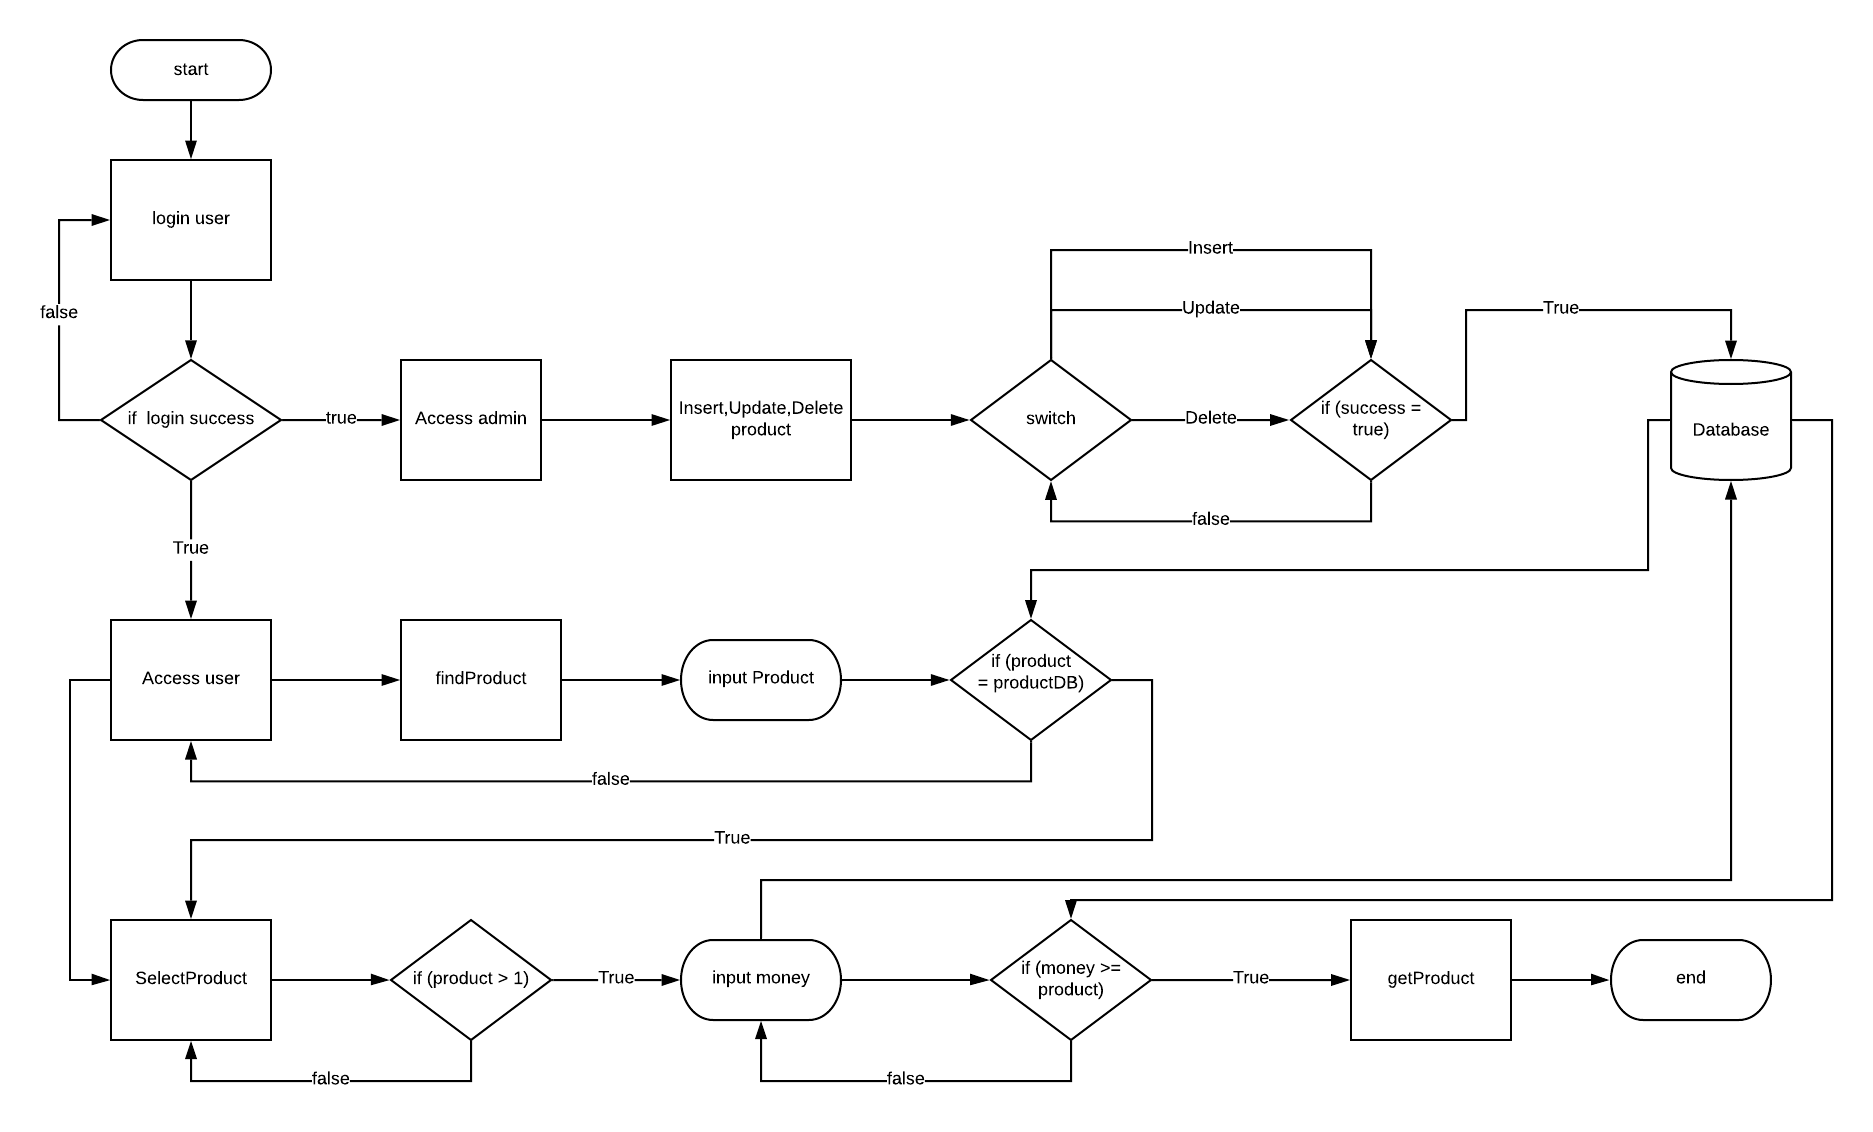 start
login user
false
if  login success
true
Access admin
Insert,Update,Delete
product
switch
Insert
Update
Delete
if (success =
true)
True
Database
false
True
Access user
findProduct
input Product
if (product
= productDB)
false
True
SelectProduct
if (product > 1)
True
input money
if (money >=
product)
True
getProduct
end
false
false